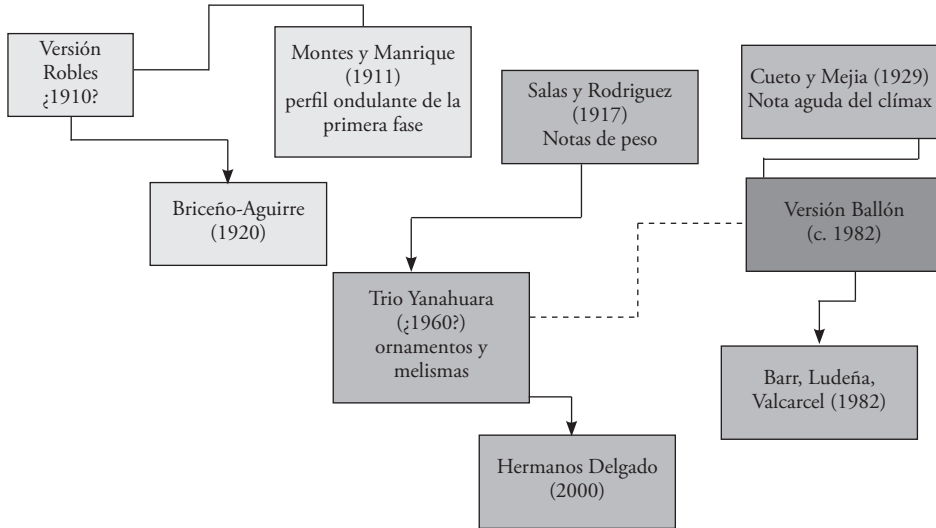 Versión
Robles
¿1910?
Montes y Manrique
(1911)
perfil ondulante de la
primera fase
Salas y Rodriguez
(1917)
Notas de peso
Cueto y Mejia (1929)
Nota aguda del clímax
Briceño-Aguirre
(1920)
Versión Ballón
(c. 1982)
Trio Yanahuara
(¿1960?)
ornamentos y
melismas
Barr, Ludeña,
Valcarcel (1982)
Hermanos Delgado
(2000)